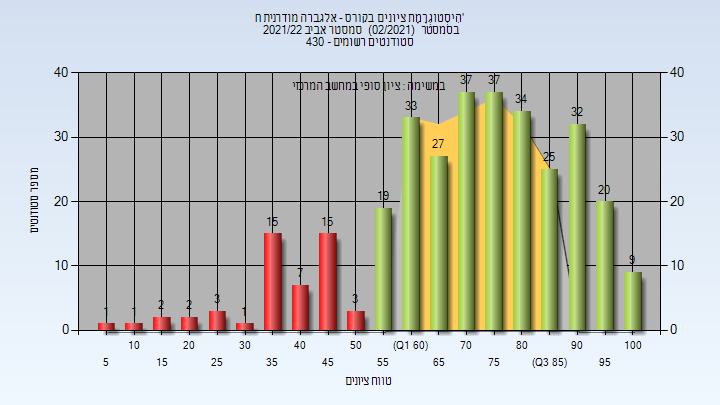 הִיסטוֹגרָמַת ציונים בקורס - אלגברה מודרנית ח'
בסמסטר (02/2021) סמסטר אביב 2021/22
סטודנטים רשומים - 430
במשימה : ציון סופי במחשב המרכזי
40 40
30 30
20 20
10 10
0 0
מספר סטודנטים
1 1 2 2 3 1 15 7 15 3 19 33 27 37 37 34 25 32 20 9
10 20 30 40 50 (Q1 60) 70 80 90 100
5 15 25 35 45 55 65 75 (Q3 85) 95
טווח ציונים